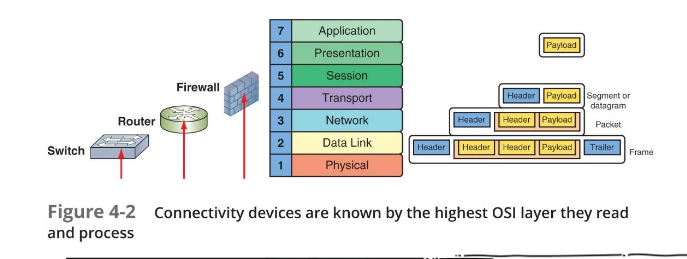 7 Application
6 Presentation
5 Session
4 Transport
3 Network
2 Data Link
1 Physical
Firewall
Router
Switch
Payload
Header Payload Segment or
datagram
Header Header Payload Packet
Header Header Header Payload Trailer Frame
Figure 4-2 Connectivity devices are known by the highest OSI layer they read
and process